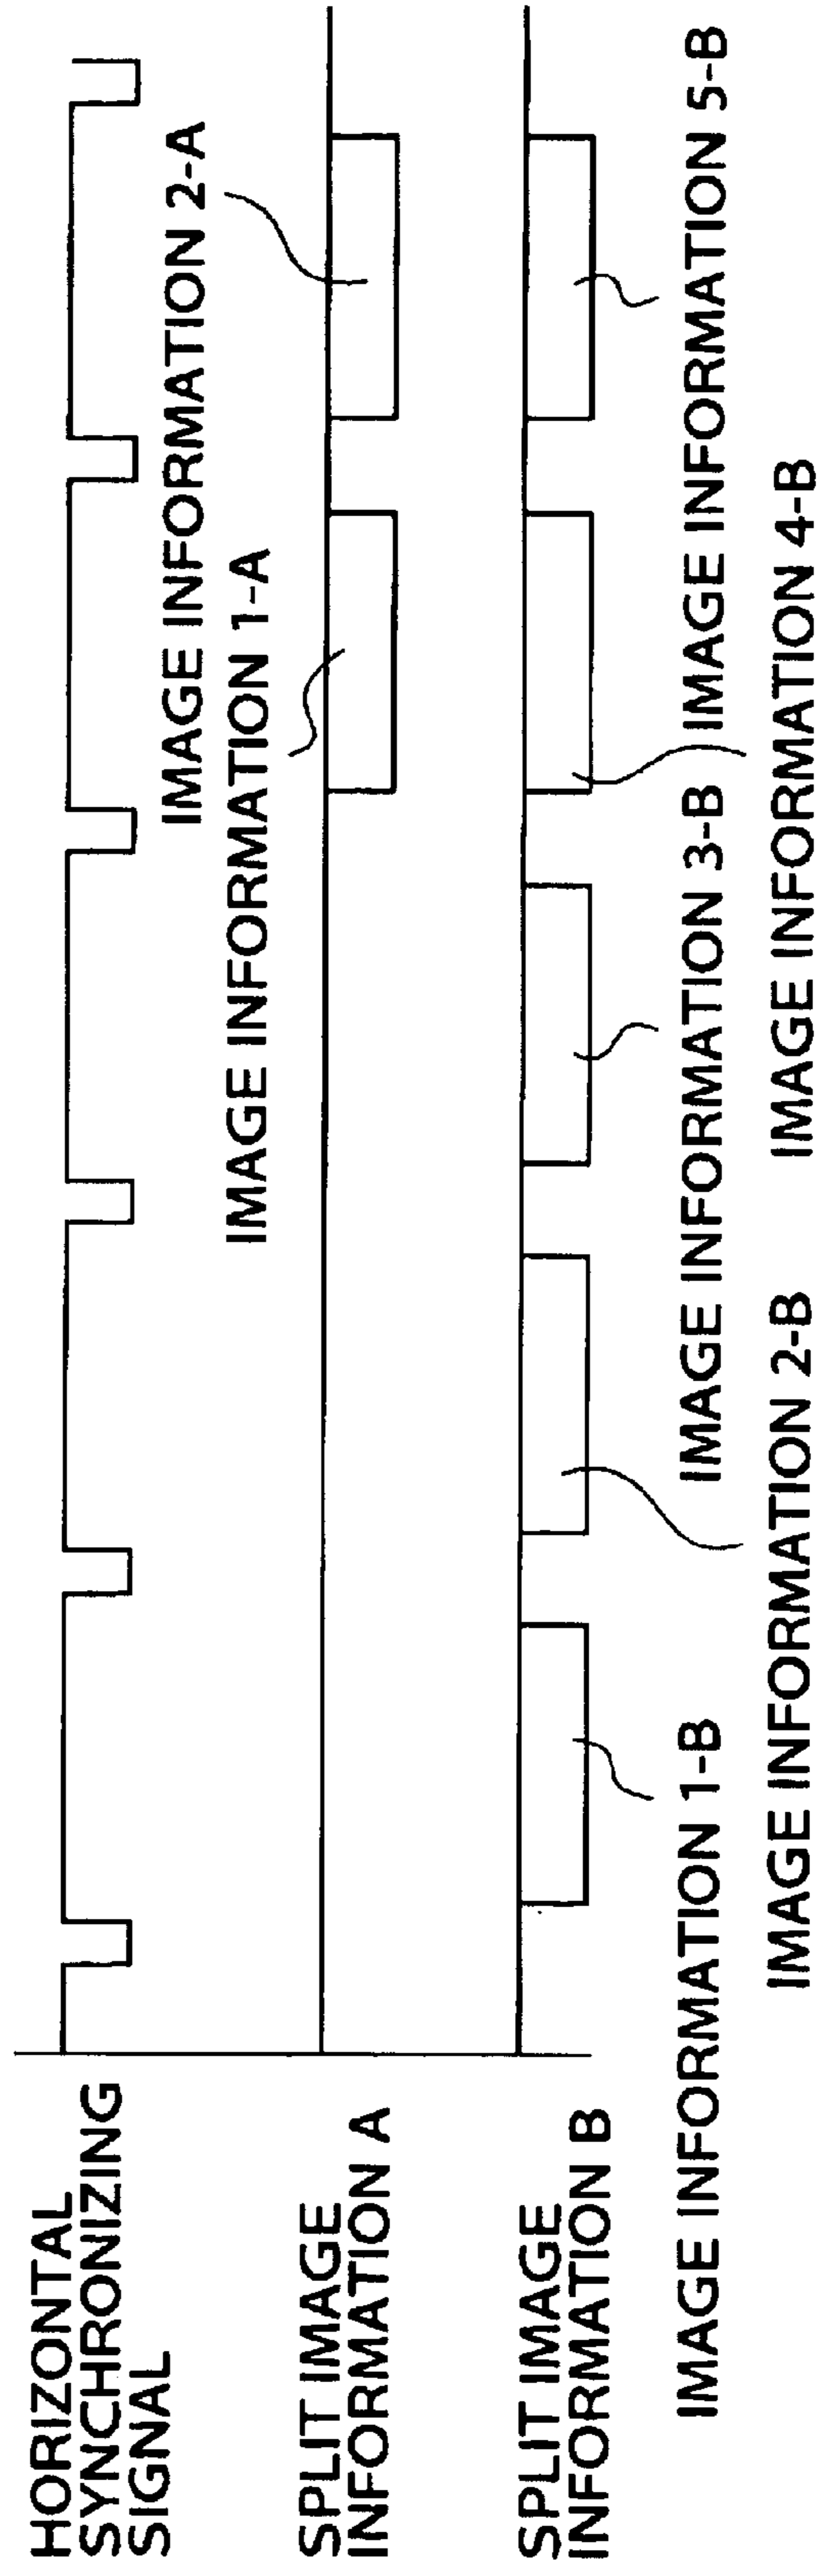 HORIZONTAL
SYNCHRONIZING
SIGNAL
IMAGE INFORMATION 2-A
IMAGE INFORMATION 1-A
SPLIT IMAGE
INFORMATION A
SPLIT IMAGE
INFORMATION B
IMAGE INFORMATION 1-B
IMAGE INFORMATION 3-B
IMAGE INFORMATION 5-B
IMAGE INFORMATION 2-B
IMAGE INFORMATION 4-B